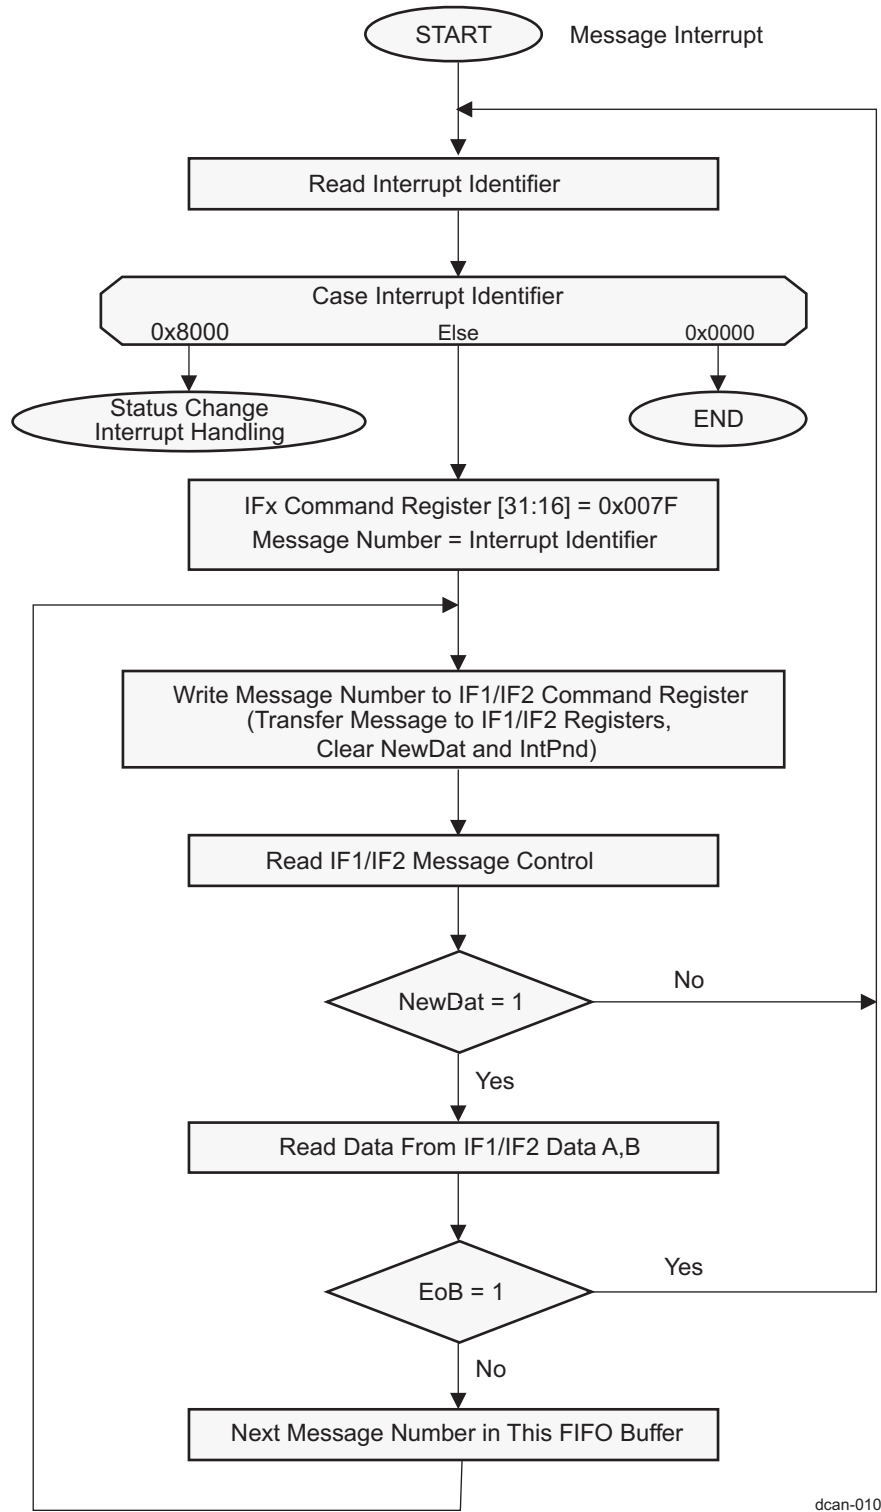 START
Message Interrupt
Read Interrupt Identifier
Case Interrupt Identifier
0x8000
Else
0x0000
Status Change
Interrupt Handling
END
IFx Command Register [31:16] = 0x007F
Message Number = Interrupt Identifier
Write Message Number to IF1/IF2 Command Register
(Transfer Message to IF1/IF2 Registers,
Clear NewDat and IntPnd)
Read IF1/IF2 Message Control
NewDat = 1
No
Yes
Read Data From IF1/IF2 Data A,B
EoB = 1
Yes
No
Next Message Number in This FIFO Buffer
dcan-010